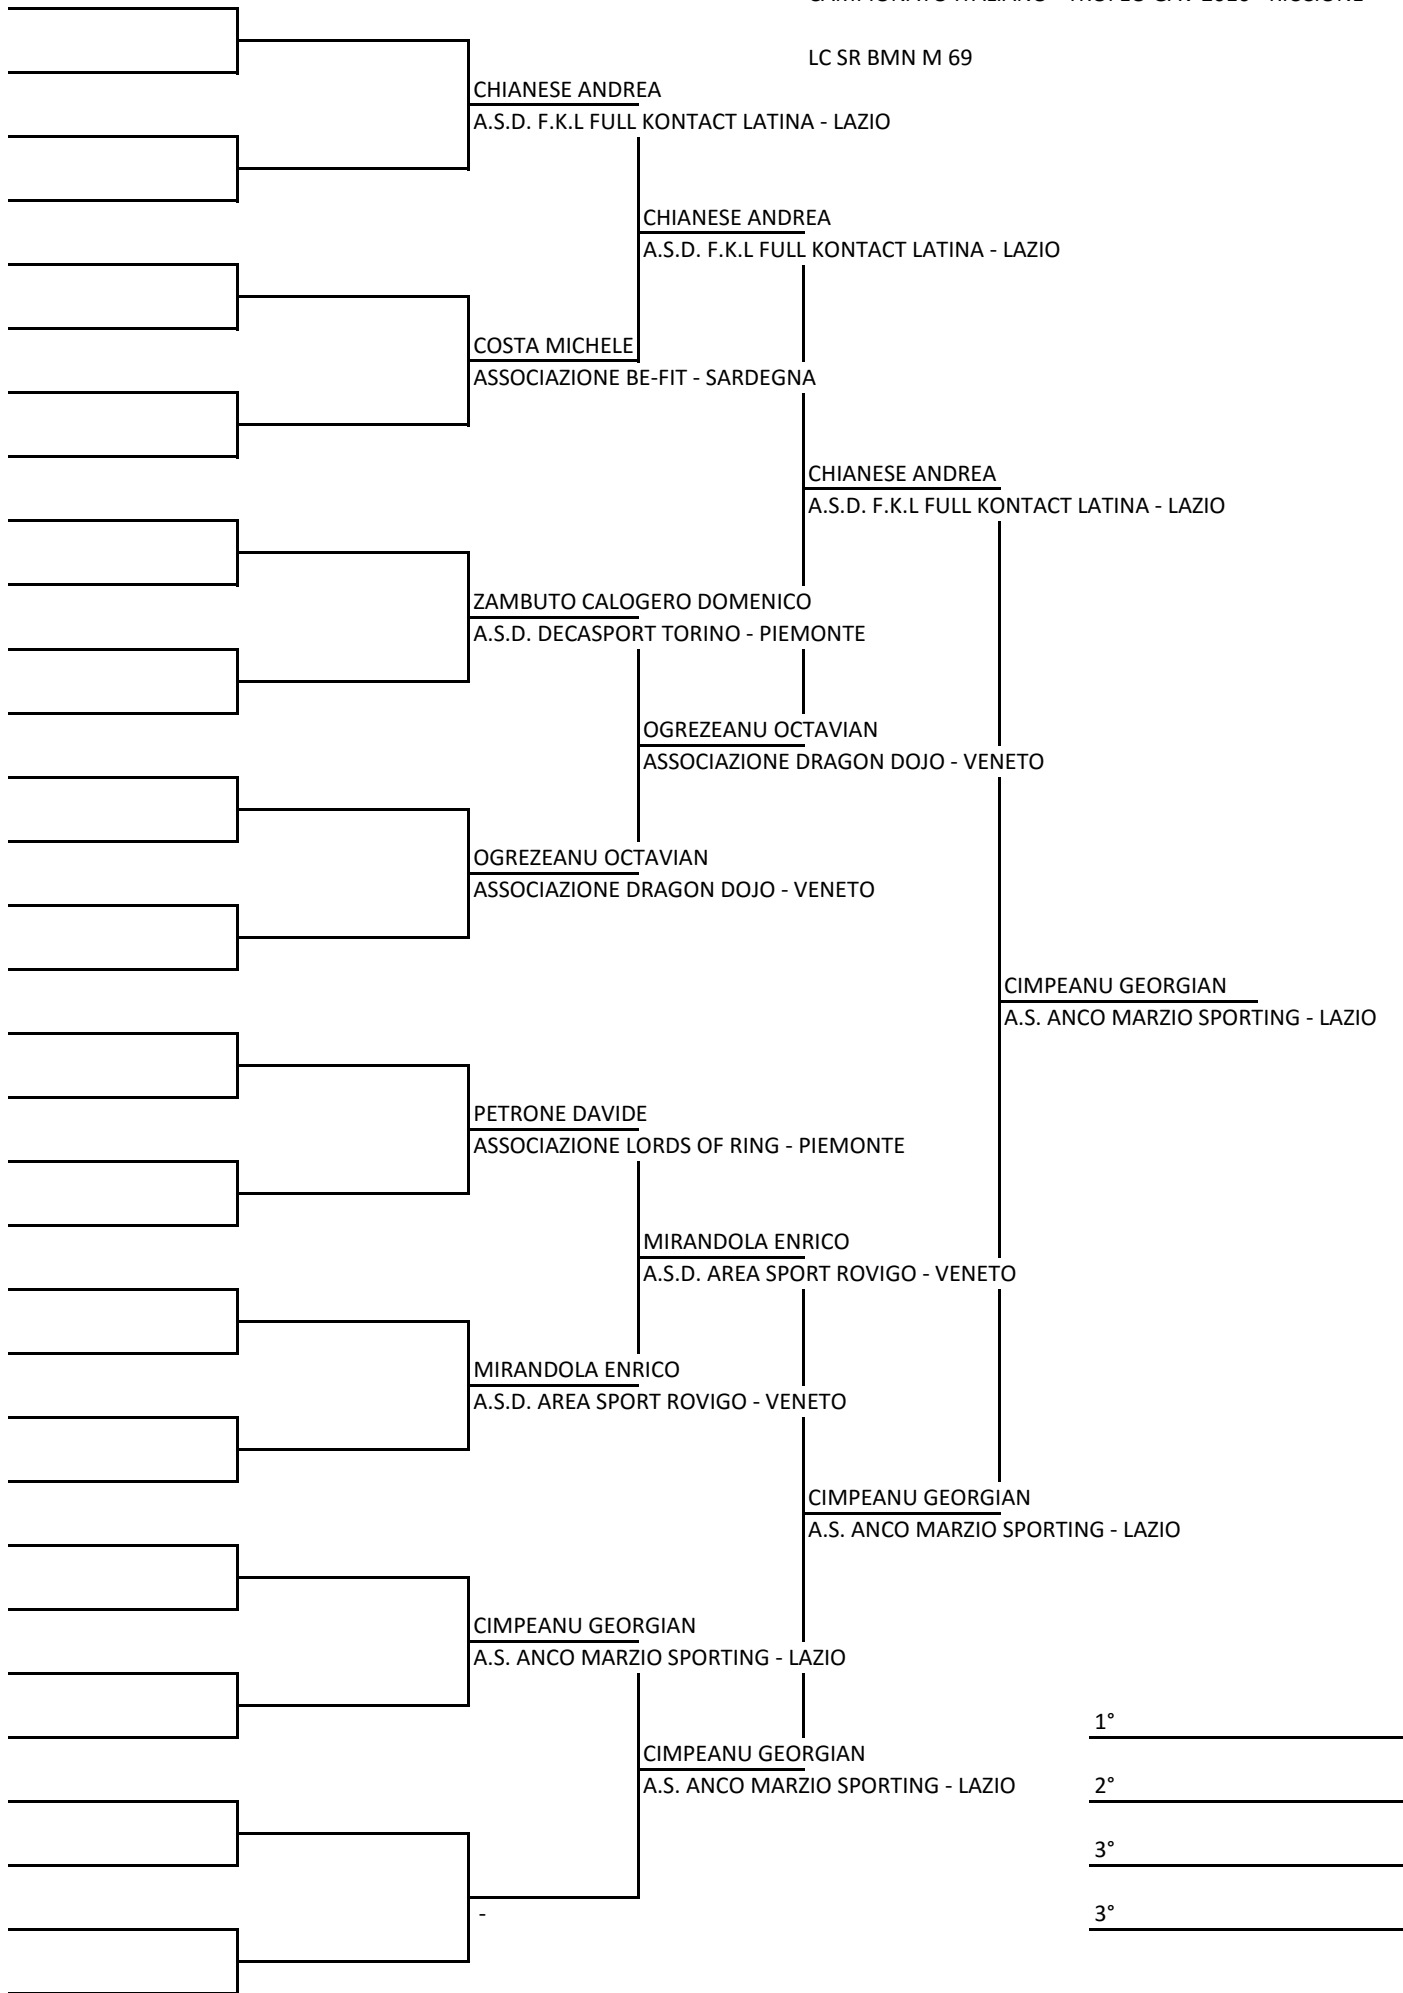 LC SR BMN M 69
CHIANESE ANDREA
A.S.D. F.K.L FULL KONTACT LATINA - LAZIO
CHIANESE ANDREA
A.S.D. F.K.L FULL KONTACT LATINA - LAZIO
COSTA MICHELE
ASSOCIAZIONE BE-FIT - SARDEGNA
CHIANESE ANDREA
A.S.D. F.K.L FULL KONTACT LATINA - LAZIO
ZAMBUTO CALOGERO DOMENICO
A.S.D. DECASPORT TORINO - PIEMONTE
OGREZEANU OCTAVIAN
ASSOCIAZIONE DRAGON DOJO - VENETO
OGREZEANU OCTAVIAN
ASSOCIAZIONE DRAGON DOJO - VENETO
CIMPEANU GEORGIAN
A.S. ANCO MARZIO SPORTING - LAZIO
PETRONE DAVIDE
ASSOCIAZIONE LORDS OF RING - PIEMONTE
MIRANDOLA ENRICO
A.S.D. AREA SPORT ROVIGO - VENETO
MIRANDOLA ENRICO
A.S.D. AREA SPORT ROVIGO - VENETO
CIMPEANU GEORGIAN
A.S. ANCO MARZIO SPORTING - LAZIO
CIMPEANU GEORGIAN
A.S. ANCO MARZIO SPORTING - LAZIO
1°
CIMPEANU GEORGIAN
A.S. ANCO MARZIO SPORTING - LAZIO
2°
3°
-
3°